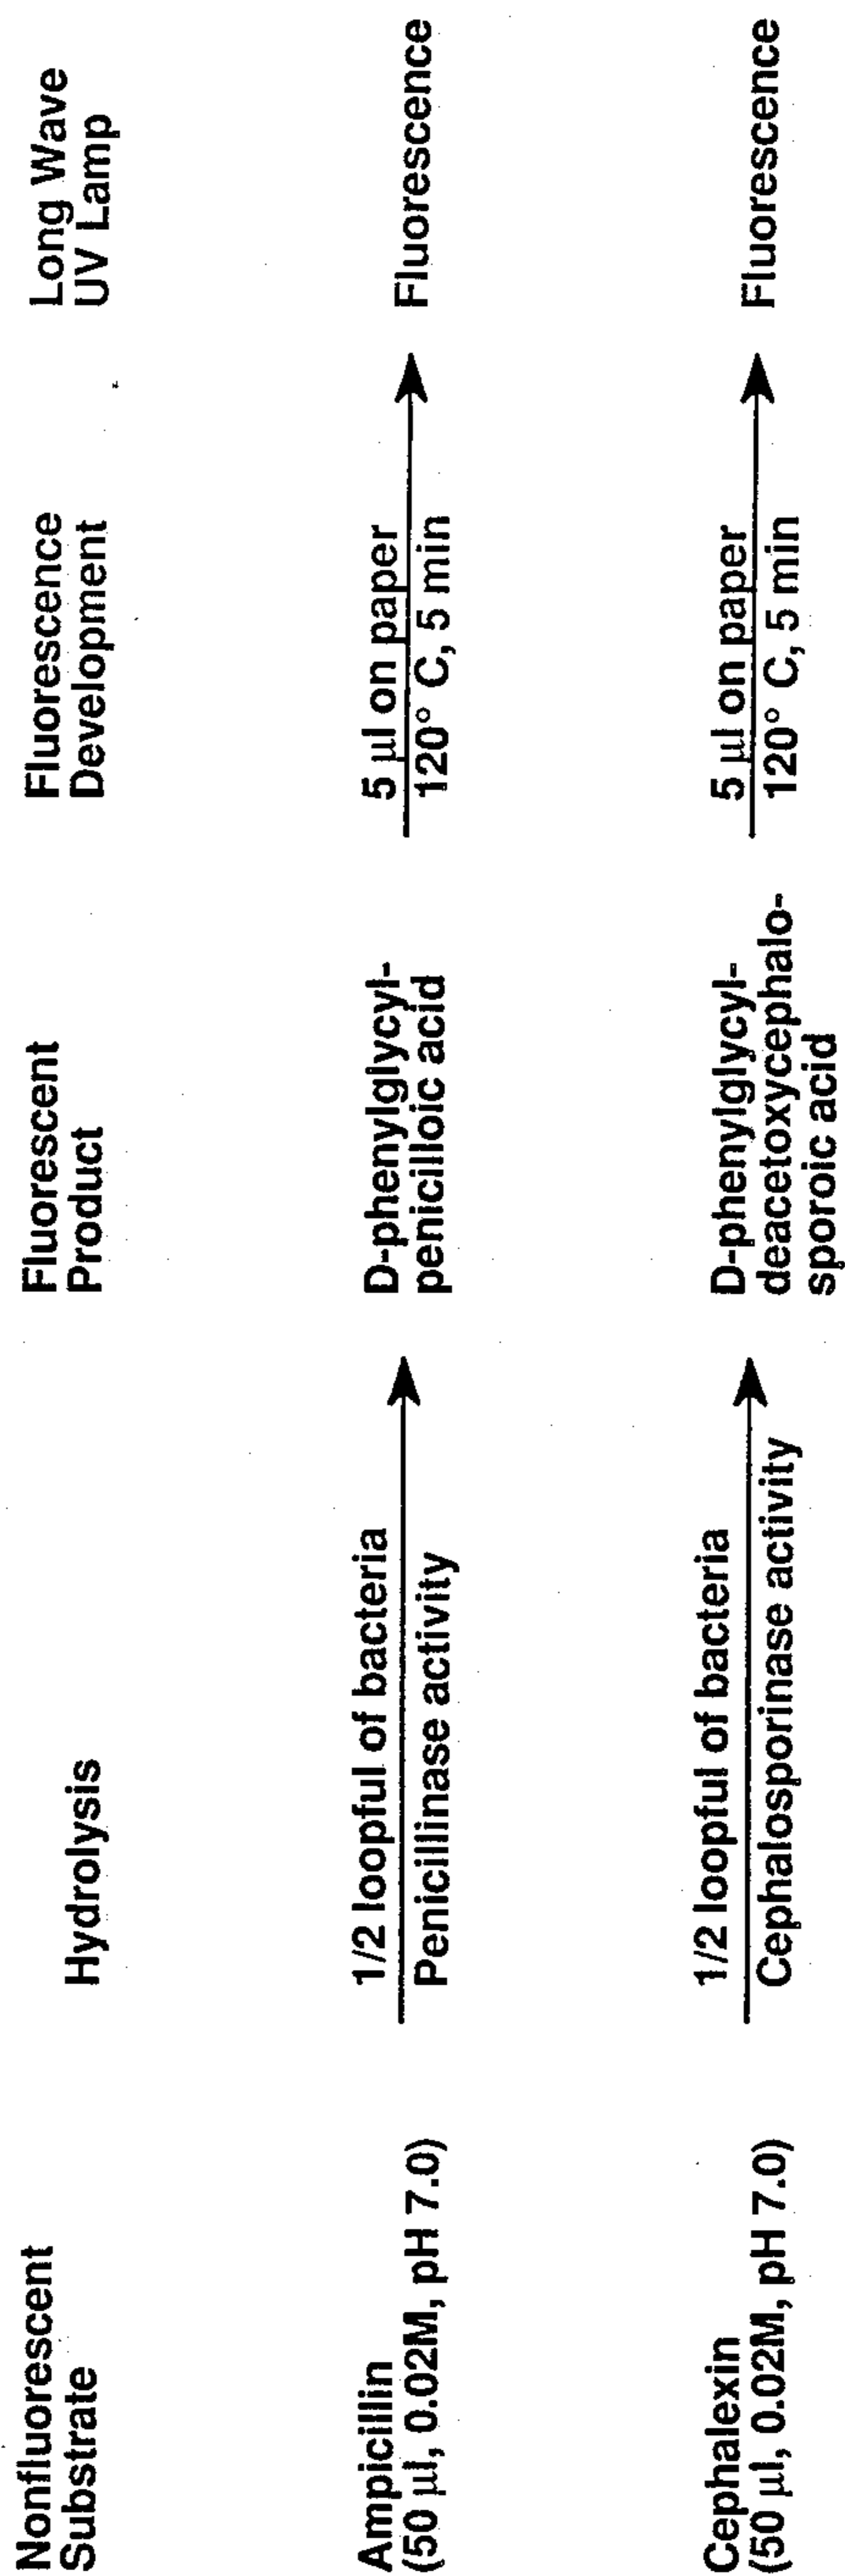 Nonfluorescent
Substrate
Hydrolysis
Fluorescent
Product
Fluorescence
Development
Long Wave
UV Lamp
Ampicillin
(50 µl, 0.02M, pH 7.0)
1/2 loopful of bacteria
Penicillinase activity
D-phenylglycyl-
penicilloic acid
5 µl on paper
120° C, 5 min
Fluorescence
Cephalexin
(50 µl, 0.02M, pH 7.0)
1/2 loopful of bacteria
Cephalosporinase activity
D-phenylglycyl-
deacetoxycephalo-
sporoic acid
5 µl on paper
120° C, 5 min
Fluorescence